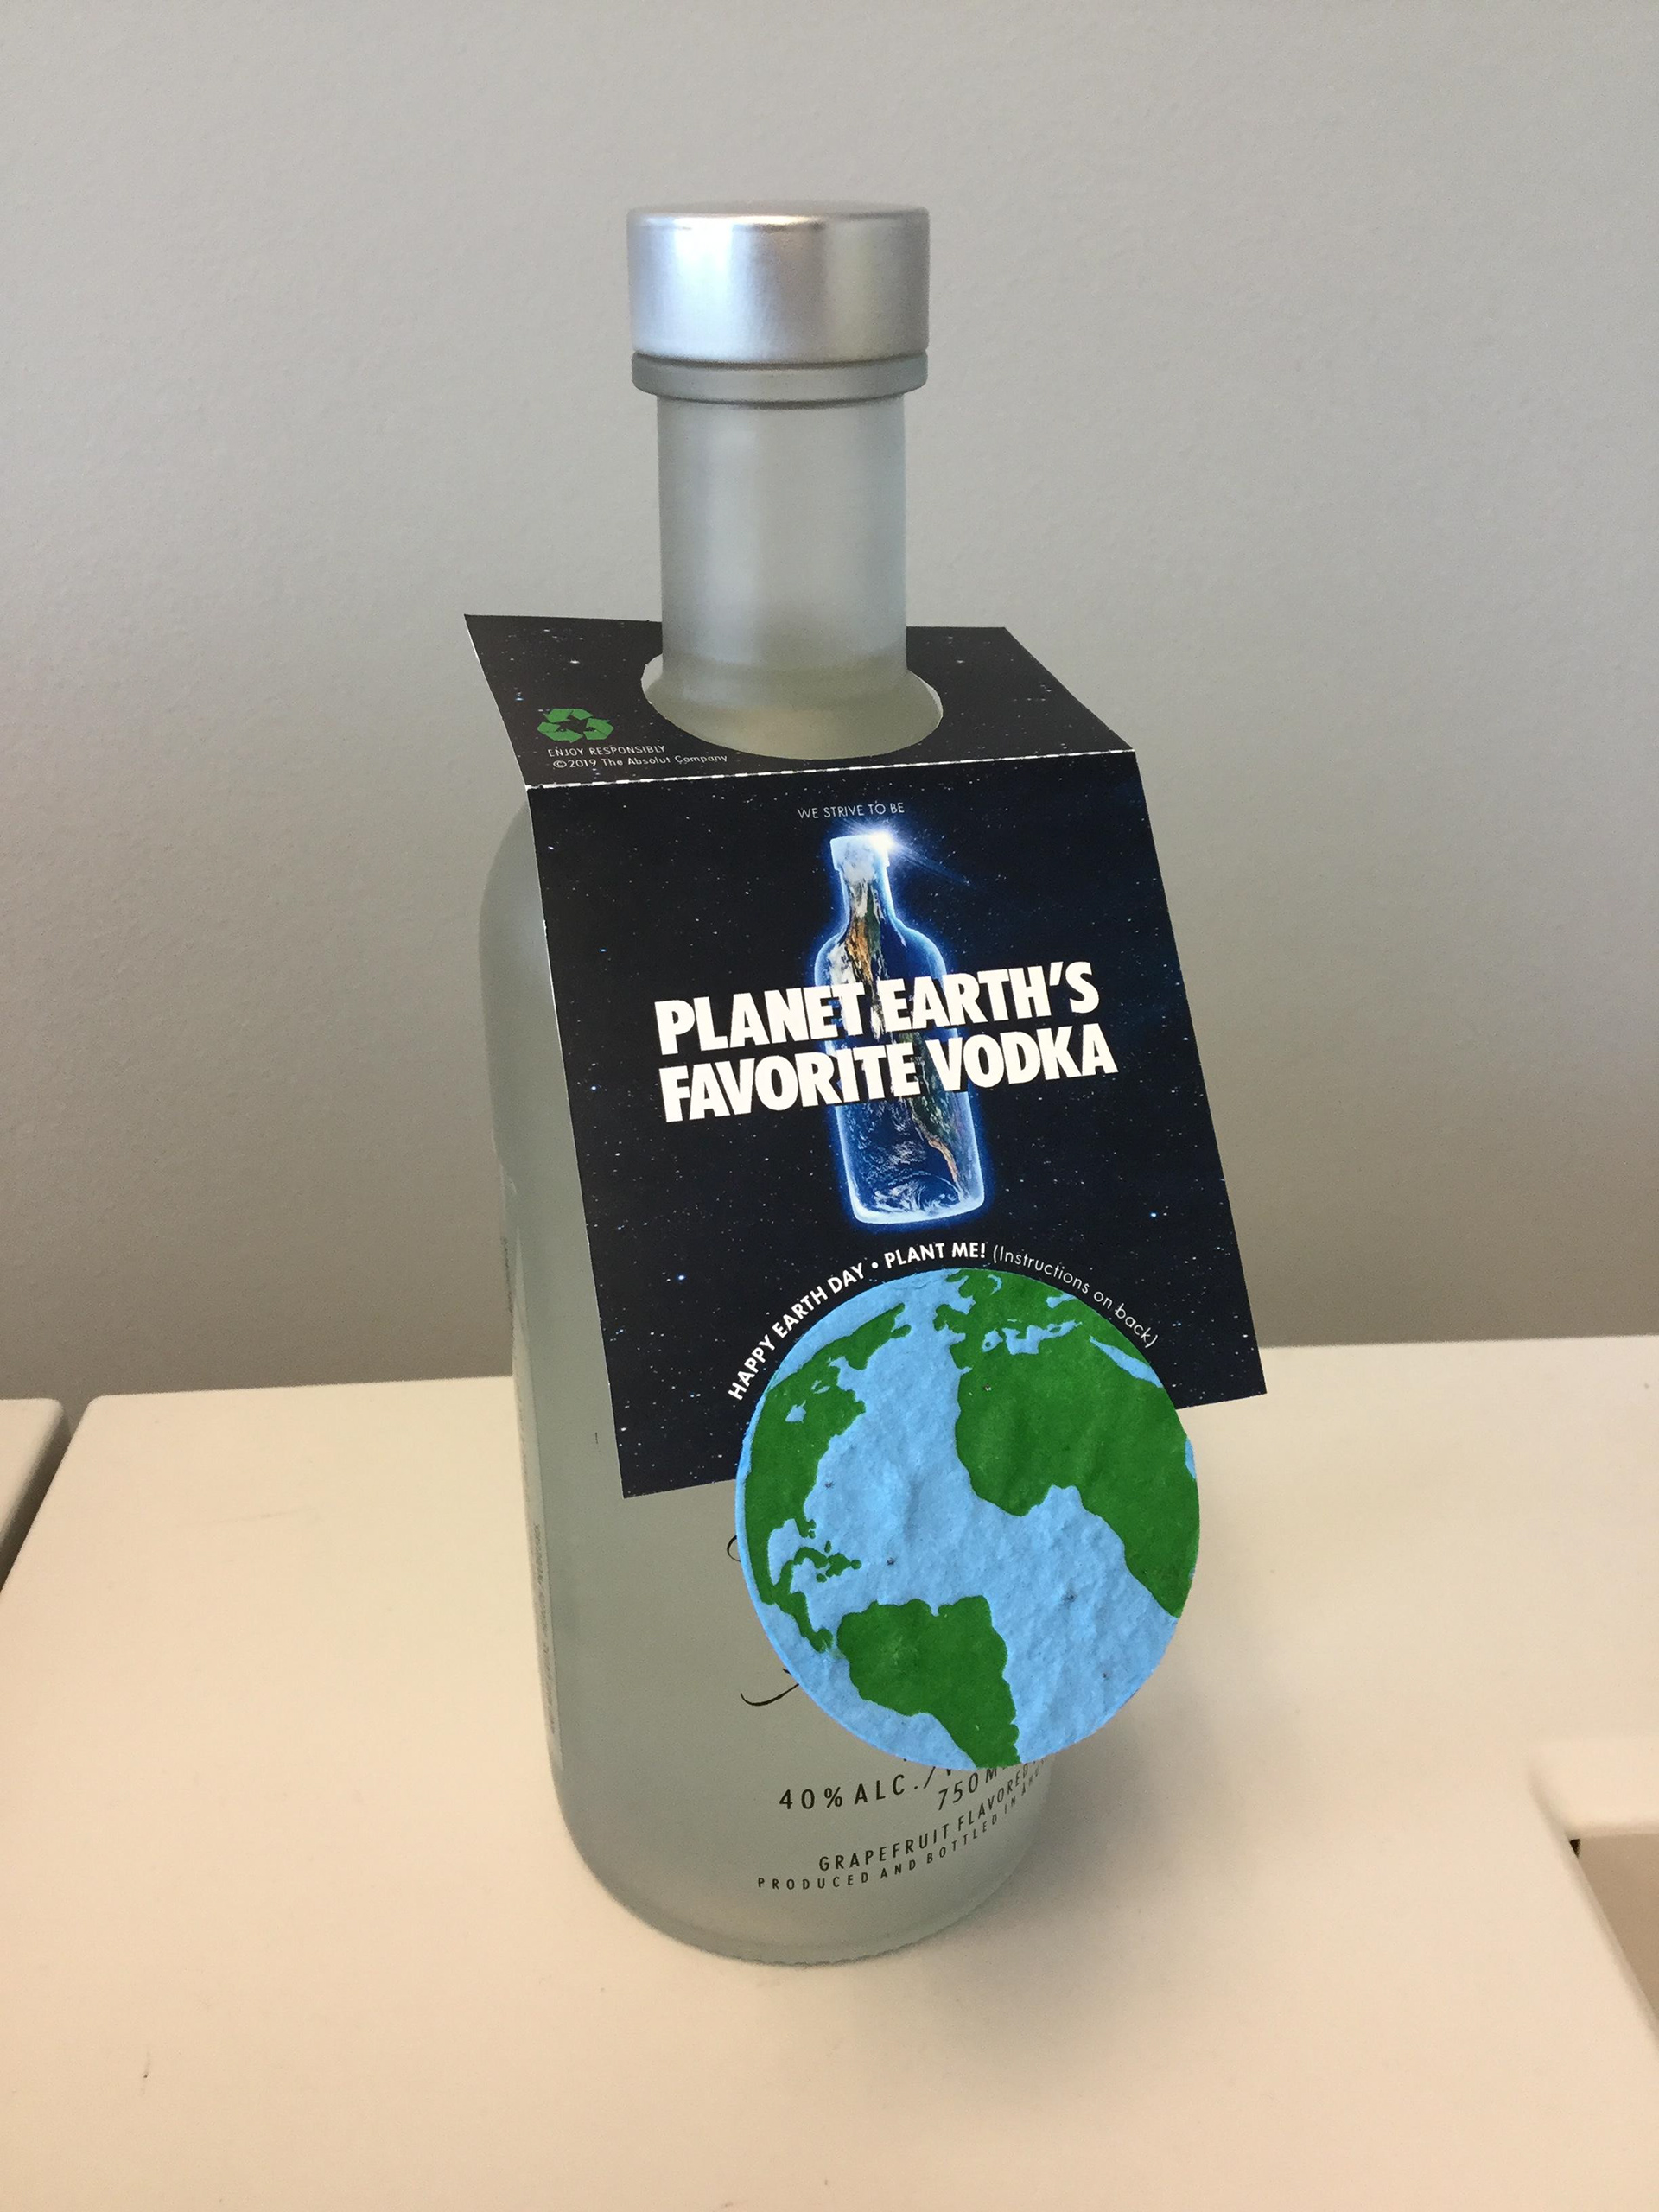 ENJOY RESPONSIBLY
©2019 The Absolut Company
WE STRIVE TO BE
PLANET EARTH'S
FAVORITE VODKA
HAPPY EARTH DAY • PLANT ME! (Instructions on back)
40% ALC./
750
GRAPEFRUIT FLAVORED
PRODUCED AND BOTTLED IN